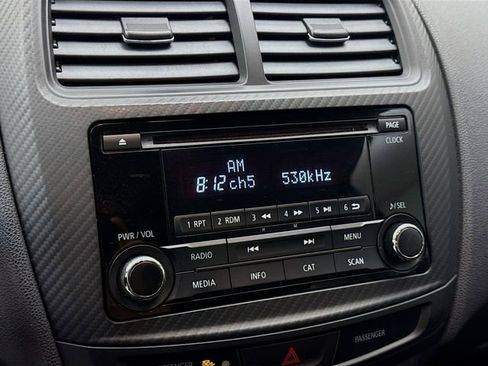 PAGE
CLOCK
AM
8:12 ch5 530kHz
1 RPT 2 RDM 3 4 5 6
PWR / VOL
/SEL
RADIO MENU
MEDIA INFO CAT SCAN
PASSENGER